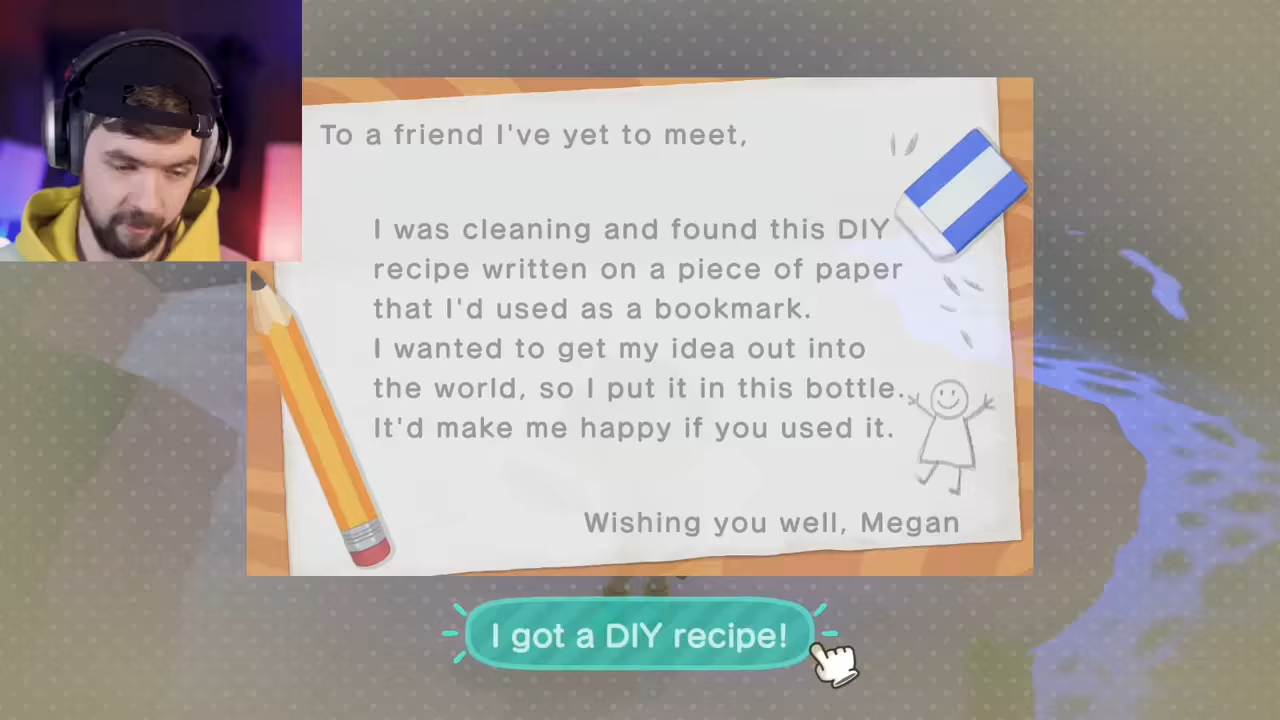 To a friend I've yet to meet,
I was cleaning and found this DIY
recipe written on a piece of paper
that I'd used as a bookmark.
I wanted to get my idea out into
the world, so I put it in this bottle.
It'd make me happy if you used it.
Wishing you well, Megan
I got a DIY recipe!